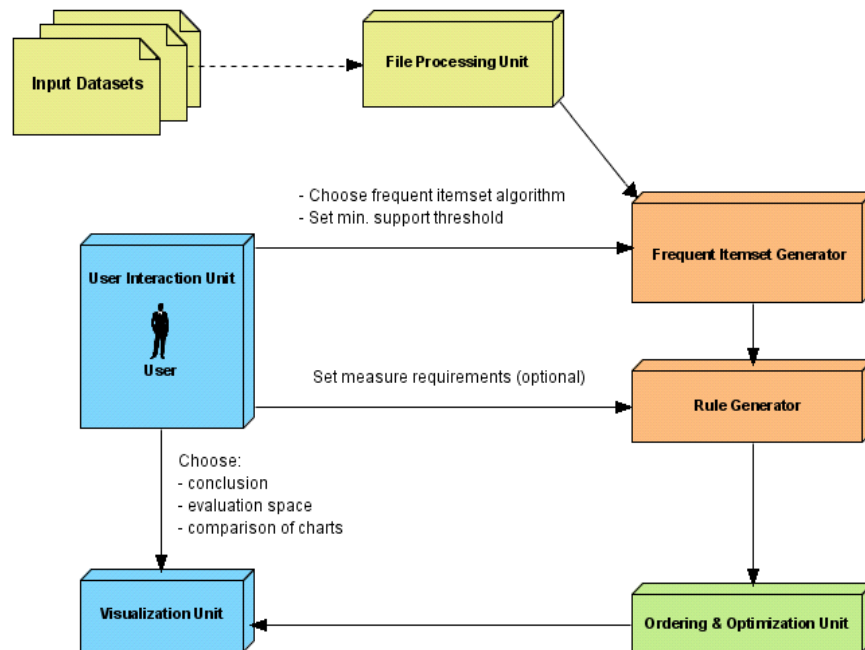 Input Datasets
File Processing Unit
- Choose frequent itemset algorithm
- Set min. support threshold
User Interaction Unit
User
Frequent Itemset Generator
Set measure requirements (optional)
Rule Generator
Choose:
- conclusion
- evaluation space
- comparison of charts
Visualization Unit
Ordering & Optimization Unit